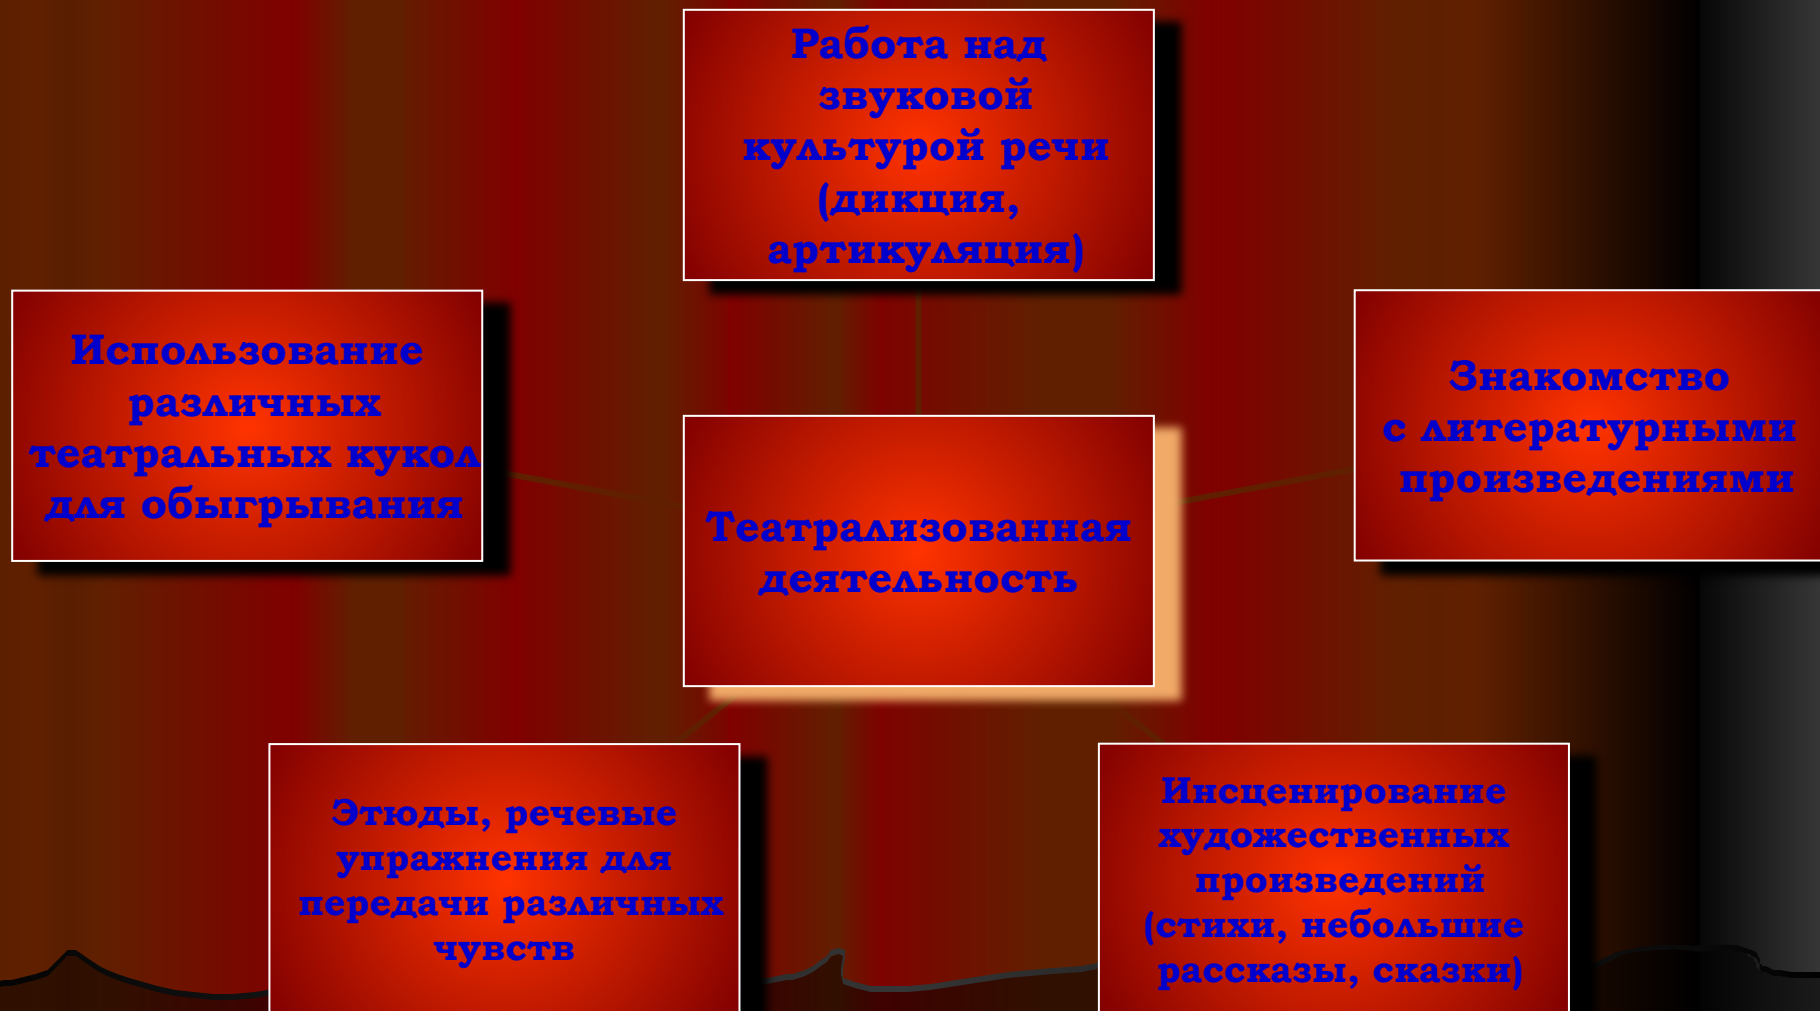 Работа над
звуковой
культурой речи
(дикция,
артикуляция)
Использование
различных
театральных кукол
для обыгрывания
Знакомство
с литературными
произведениями
Театрализованная
деятельность
Этюды, речевые
упражнения для
передачи различных
чувств
Инсценирование
художественных
произведений
(стихи, небольшие
рассказы, сказки)